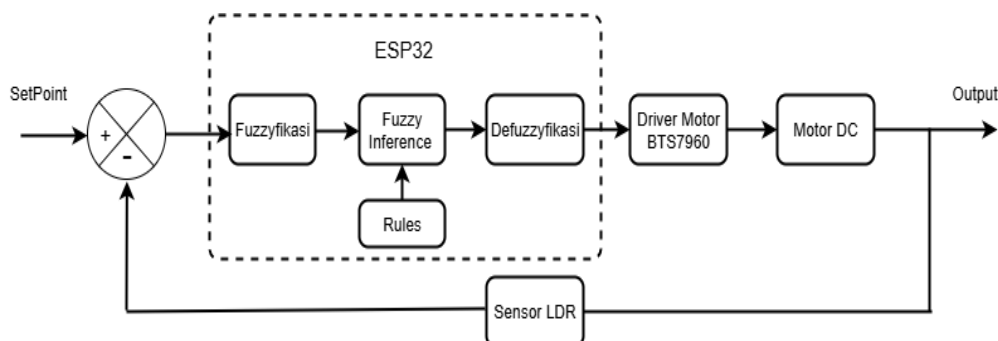 ESP32
SetPoint
+
-
Fuzzyfikasi
Fuzzy
Inference
Defuzzyfikasi
Driver Motor
BTS7960
Motor DC
Output
Rules
Sensor LDR